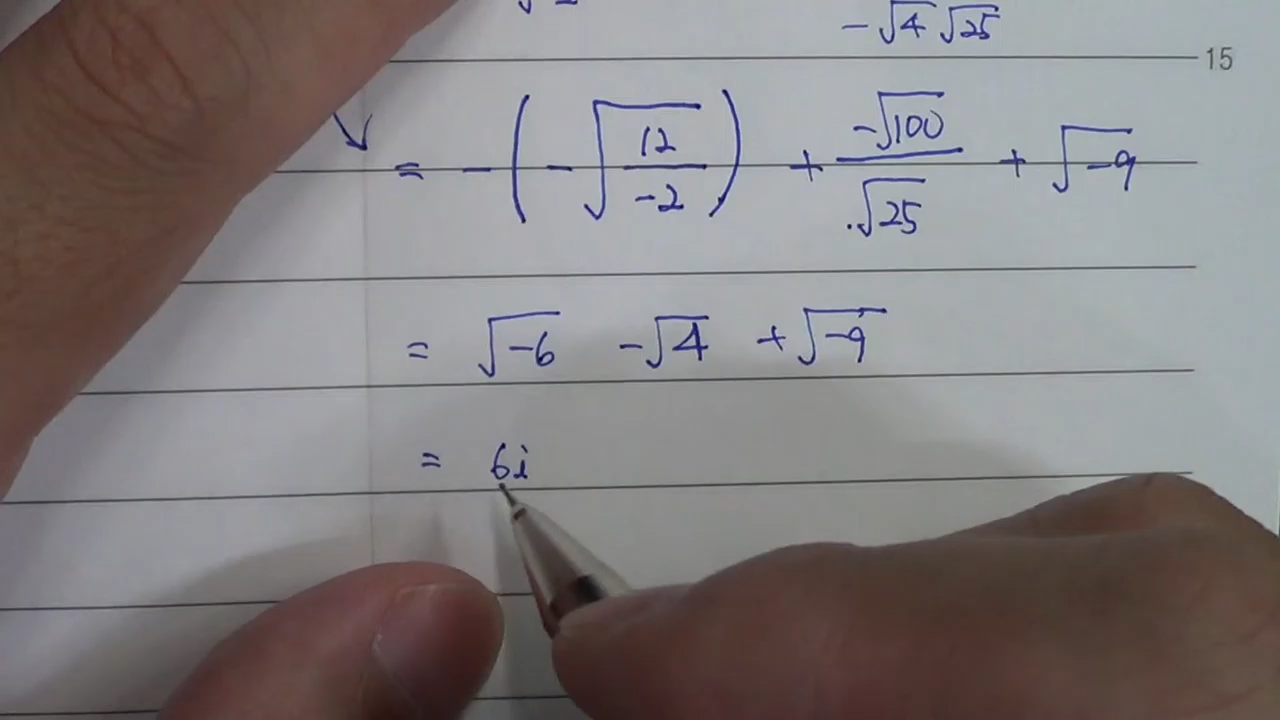 -√4 √25
15
= -(-√(12/-2)) + -√100/√25 + √-9
= √-6 -√4 +√-9
= 6i